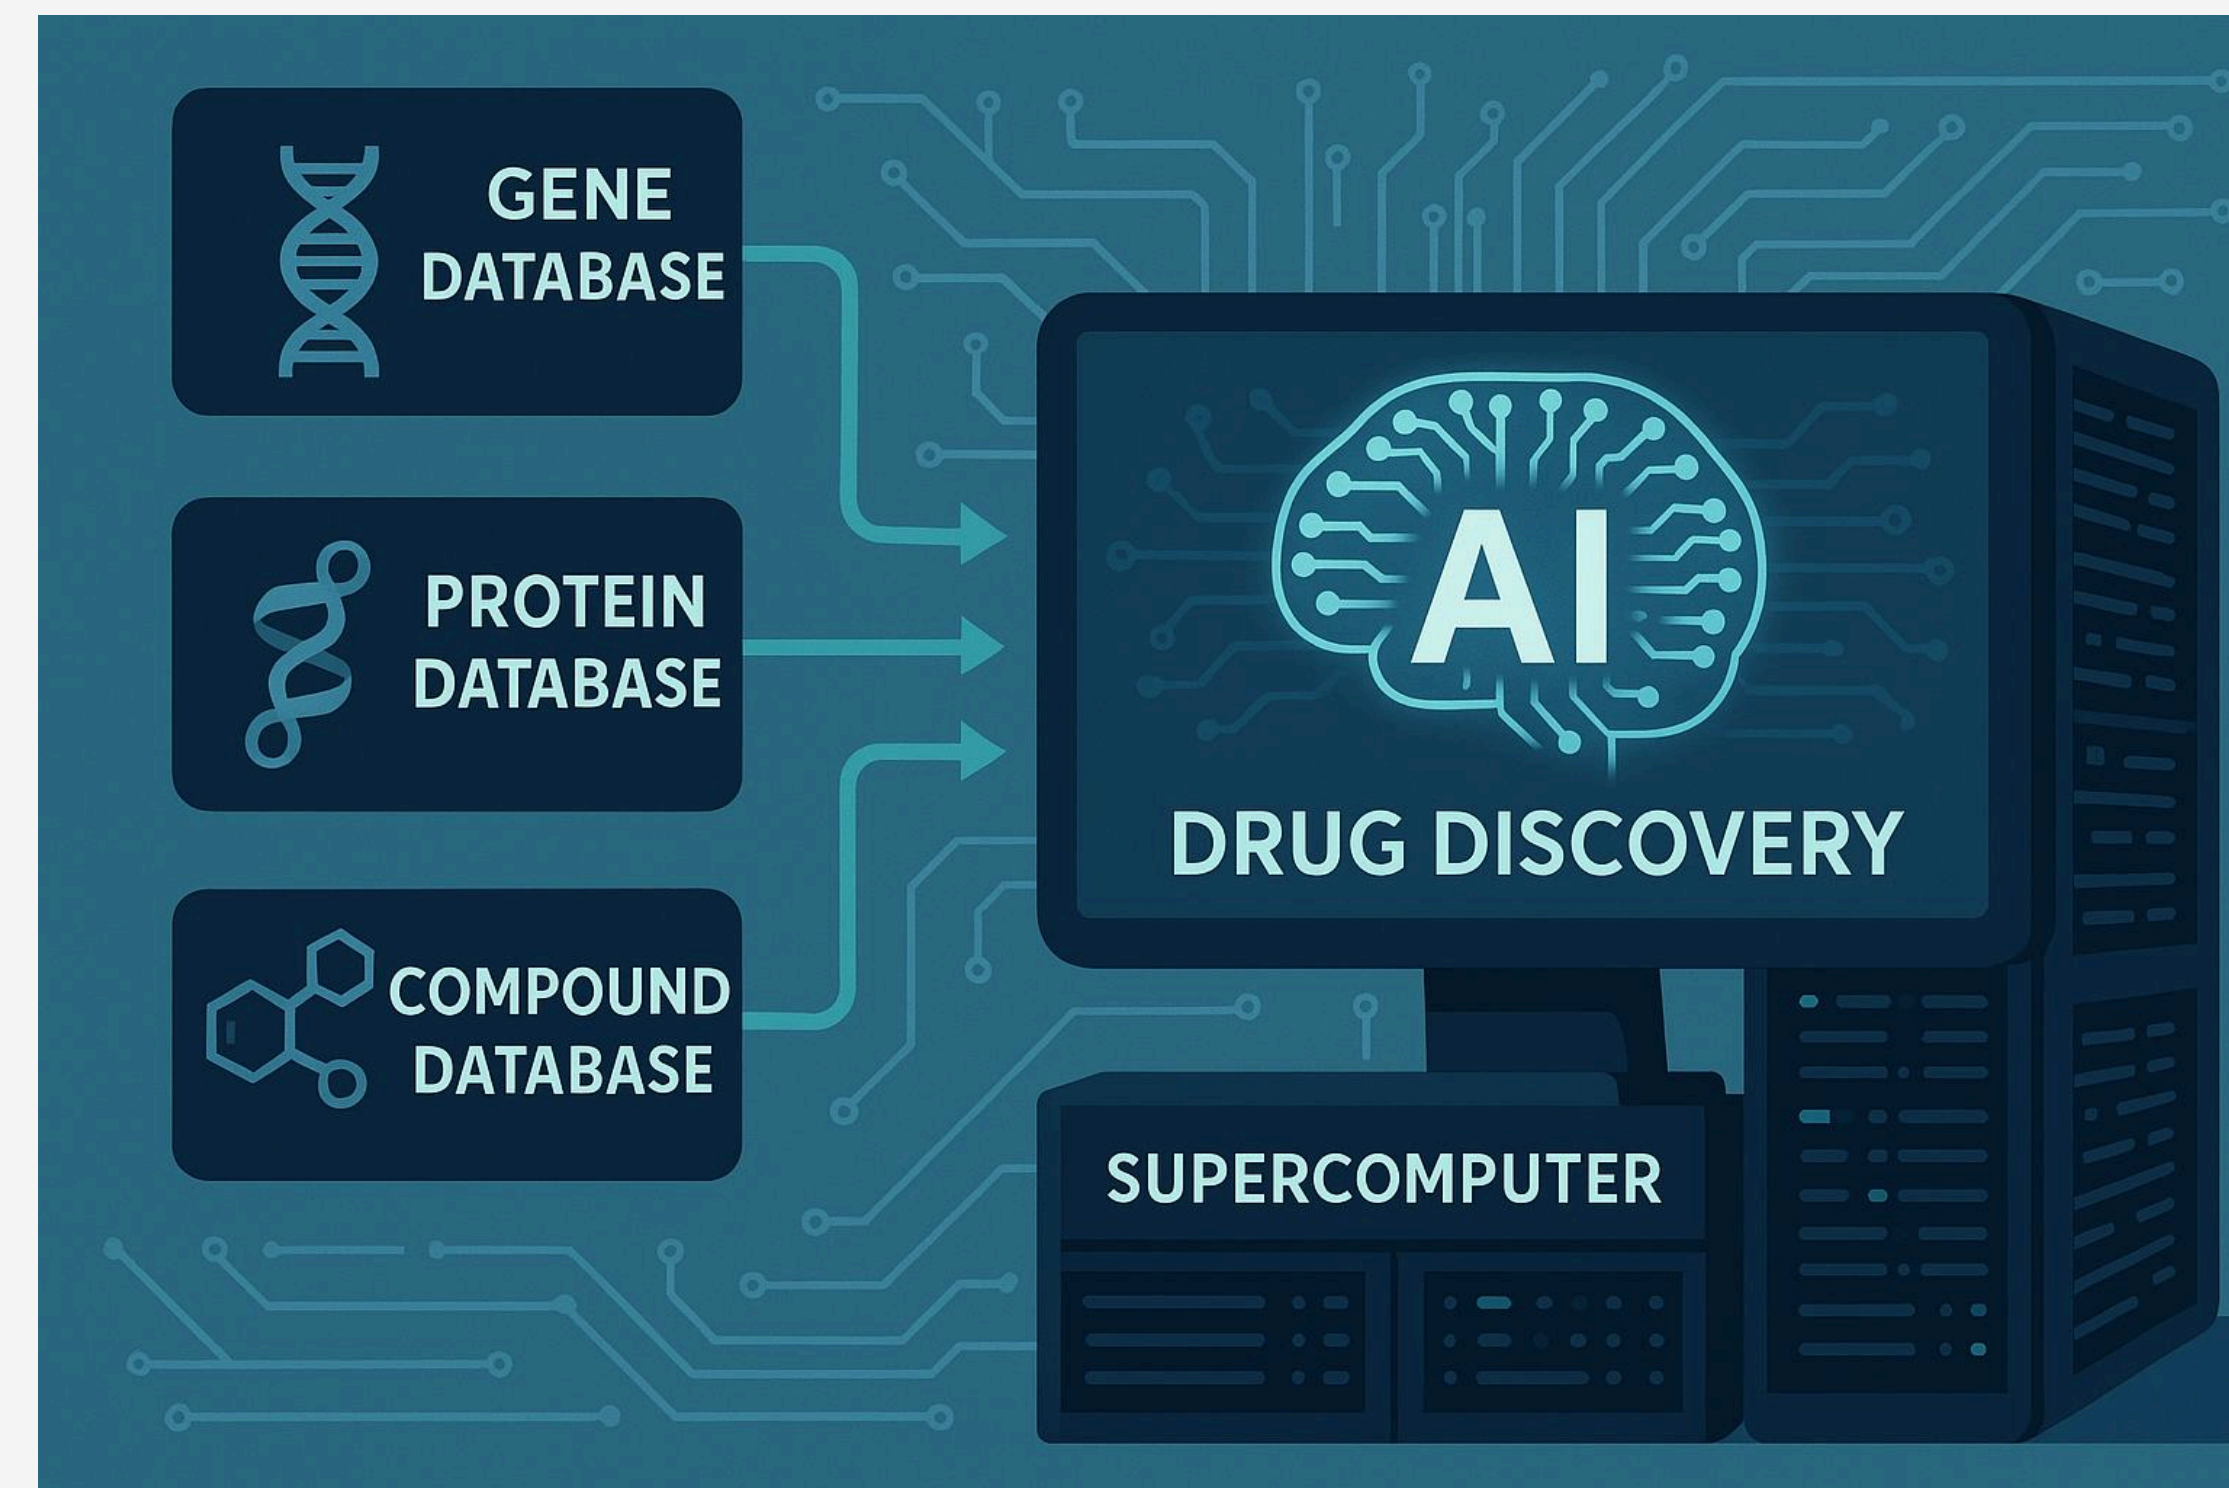 GENE
DATABASE
PROTEIN
DATABASE
COMPOUND
DATABASE
AI
DRUG DISCOVERY
SUPERCOMPUTER